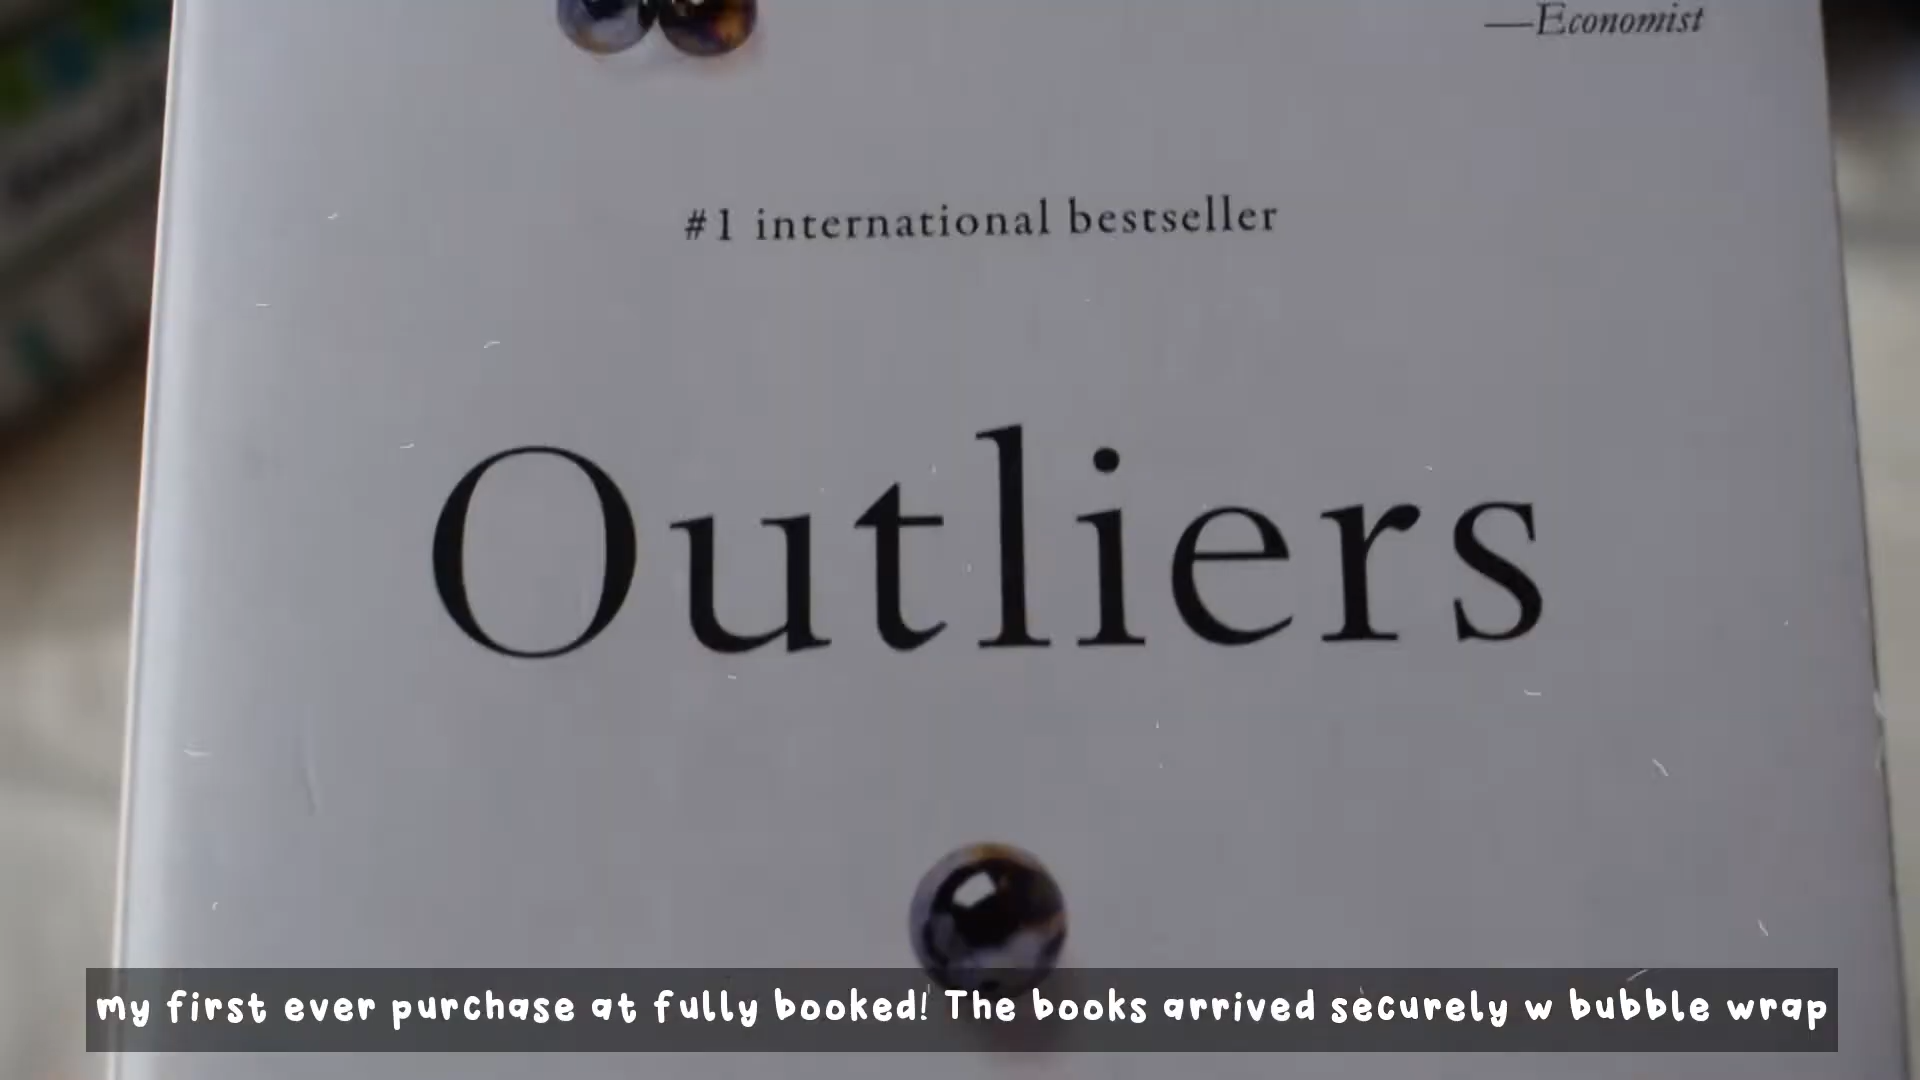 —Economist
#1 international bestseller
Outliers
my first ever purchase at fully booked! The books arrived securely w bubble wrap